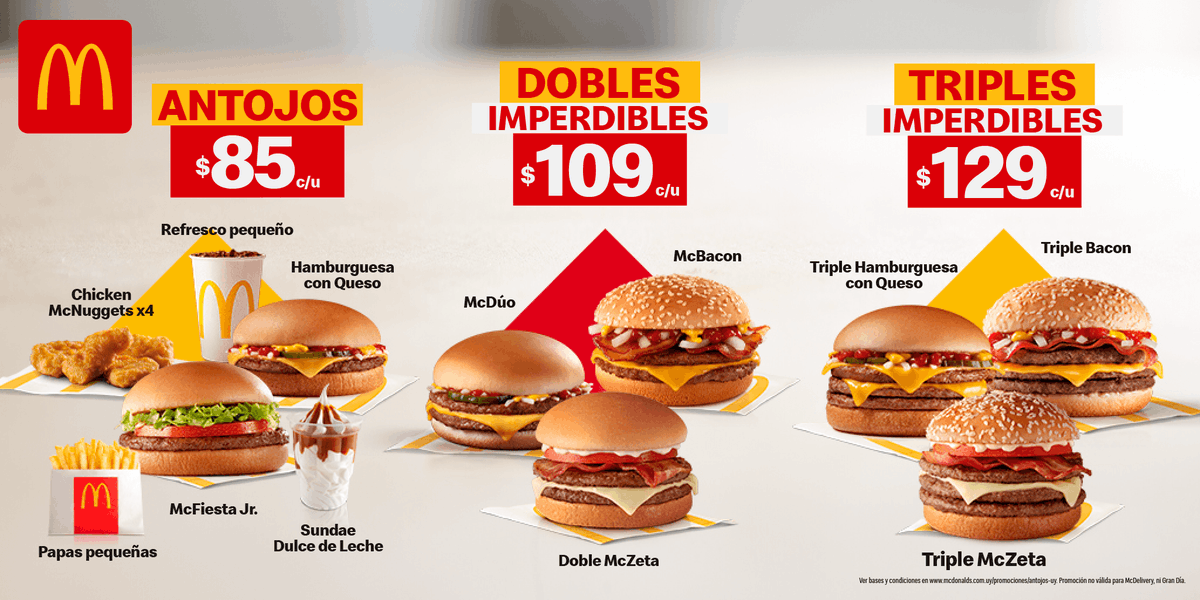 ANTOJOS
$85 c/u
Refresco pequeño
Hamburguesa
con Queso
Chicken
McNuggets x4
McFiesta Jr.
Papas pequeñas
Sundae
Dulce de Leche
DOBLES
IMPERDIBLES
$109 c/u
McBacon
McDúo
Doble McZeta
TRIPLES
IMPERDIBLES
$129 c/u
Triple Bacon
Triple Hamburguesa
con Queso
Triple McZeta
Ver bases y condiciones en www.mcdonalds.com.uy/promociones/antojos-uy. Promoción no válida para McDelivery, ni Gran Día.